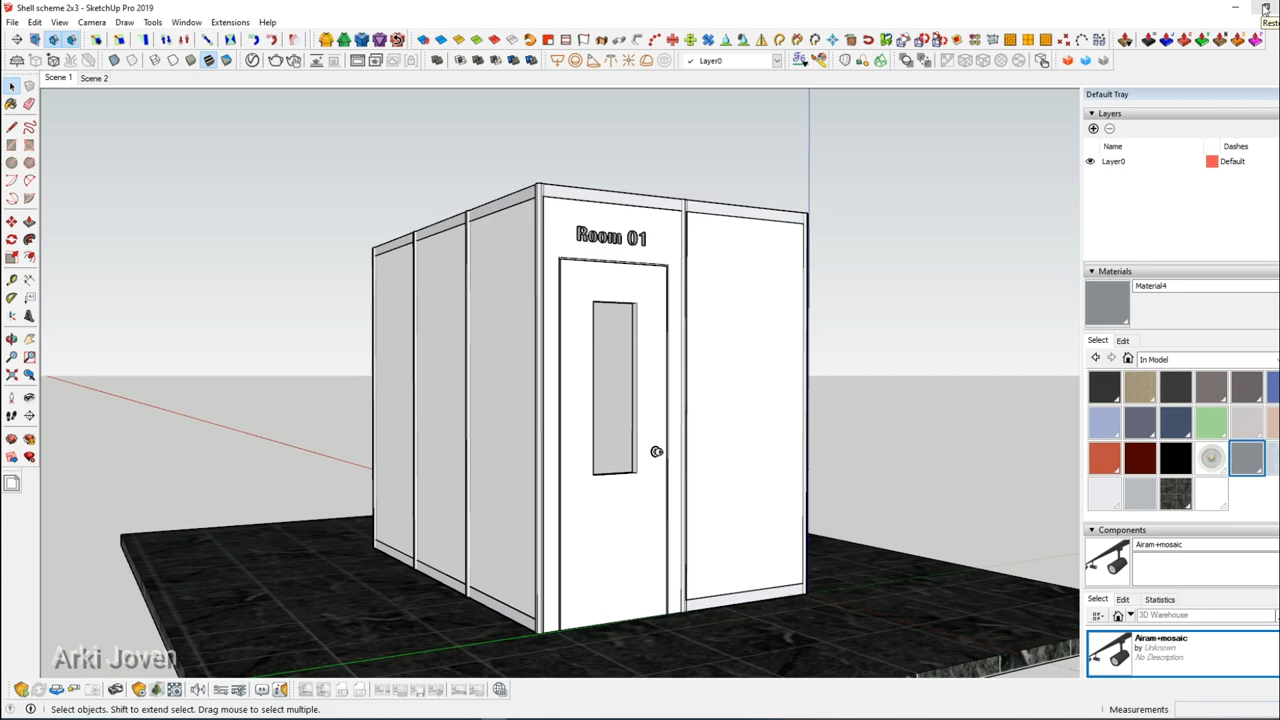 Shell scheme 2x3 - SketchUp Pro 2019
File Edit View Camera Draw Tools Window Extensions Help
Layer0
Scene 1 Scene 2
Default Tray
Layers
Name Dashes
Layer0 Default
Materials
Material4
Select Edit
In Model
Room 01
Components
Airam+mosaic
Select Edit Statistics
3D Warehouse
Airam+mosaic
by Unknown
No Description
Arki Joven
Select objects. Shift to extend select. Drag mouse to select multiple.
Measurements